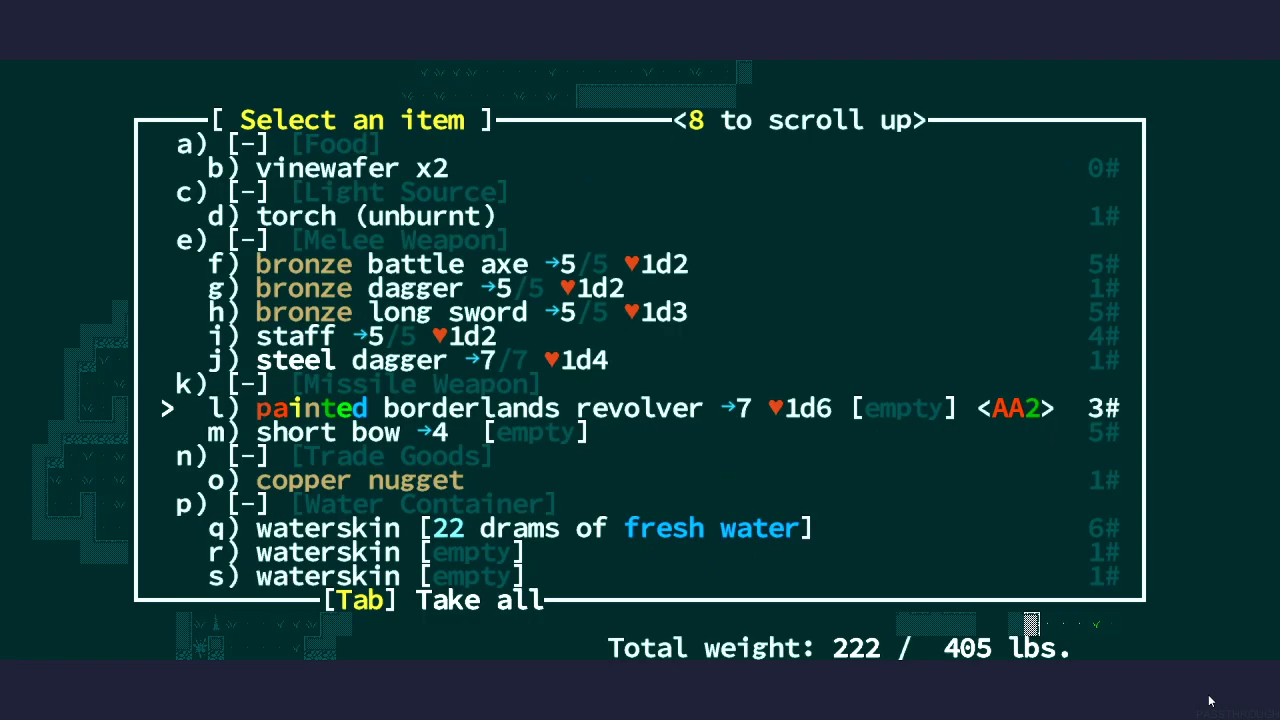 [ Select an item ] <8 to scroll up>
a) [-] [Food]
b) vinewafer x2 0#
c) [-] [Light Source]
d) torch (unburnt) 1#
e) [-] [Melee Weapon]
f) bronze battle axe →5/5 ♥1d2 5#
g) bronze dagger →5/5 ♥1d2 1#
h) bronze long sword →5/5 ♥1d3 5#
i) staff →5/5 ♥1d2 4#
j) steel dagger →7/7 ♥1d4 1#
k) [-] [Missile Weapon]
> l) painted borderlands revolver →7 ♥1d6 [empty] <AA2> 3#
m) short bow →4 [empty] 5#
n) [-] [Trade Goods]
o) copper nugget 1#
p) [-] [Water Container]
q) waterskin [22 drams of fresh water] 6#
r) waterskin [empty] 1#
s) waterskin [empty] 1#
[Tab] Take all
Total weight: 222 / 405 lbs.